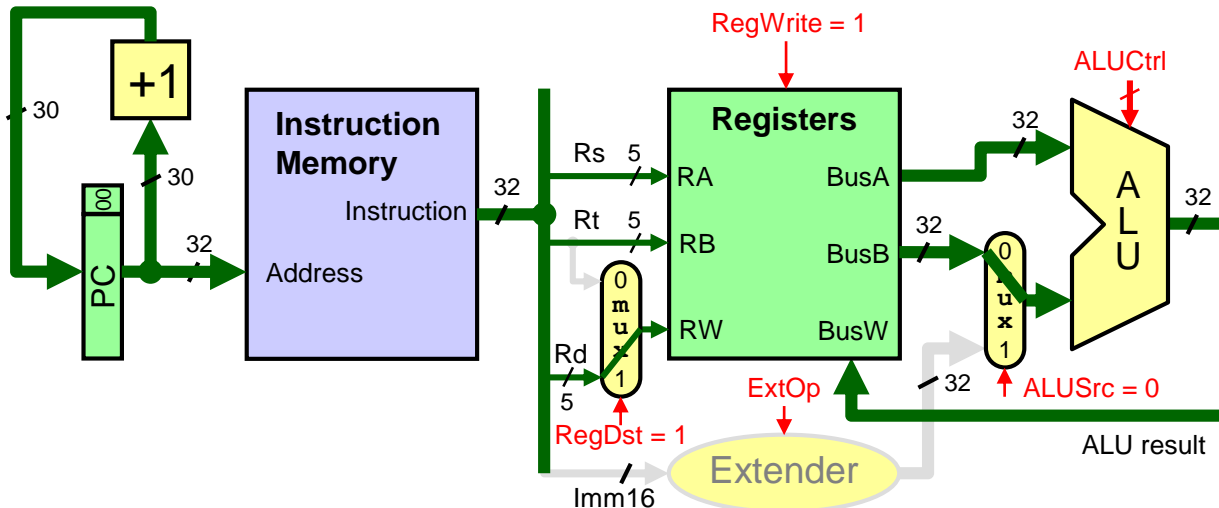 RegWrite = 1
ALUCtrl
+1
30
30
Instruction
Memory
Instruction
Address
32
32
00
PC
Rs
5
Rt
5
Rd
5
0
m
u
x
1
RegDst = 1
Imm16
Registers
RA
RB
RW
BusA
BusB
BusW
32
32
0
mux
1
ALUSrc = 0
ExtOp
Extender
32
A
L
U
32
ALU result